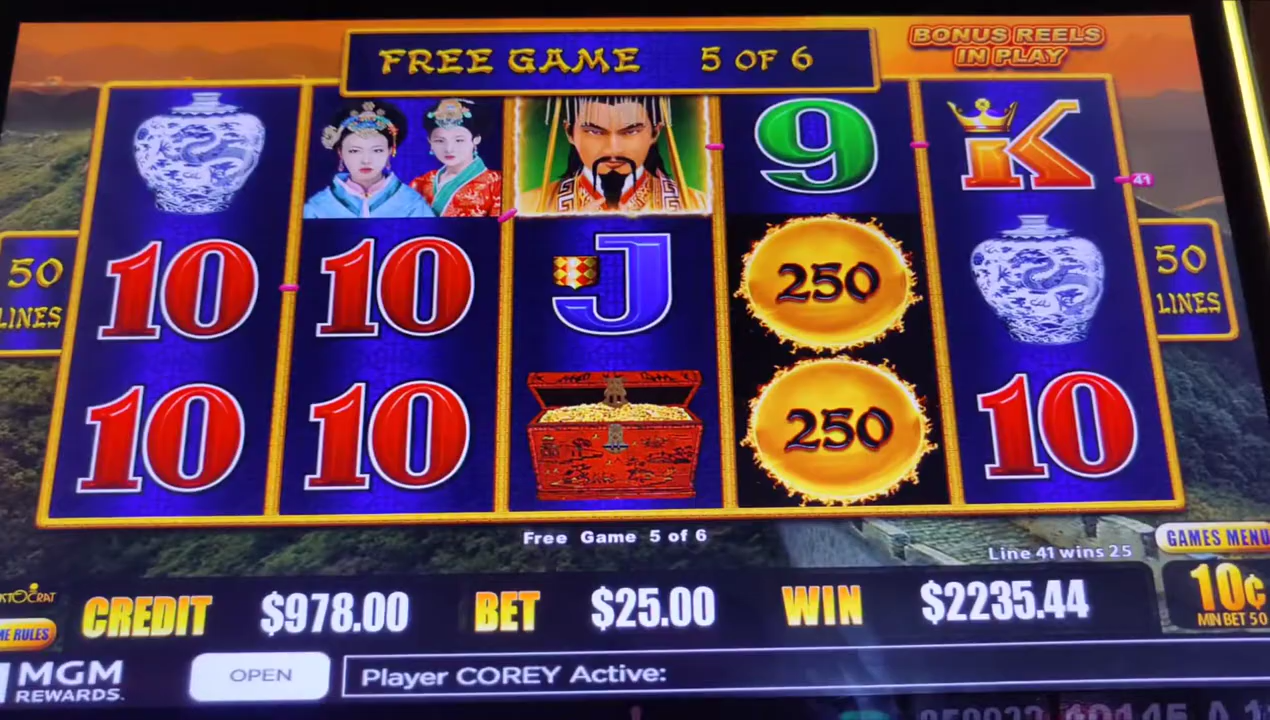 BONUS REELS
IN PLAY
FREE GAME 5 OF 6
9 K
41
50
LINES
10 10 J 250
50
LINES
10 10 250 10
Free Game 5 of 6
Line 41 wins 25
GAMES MENU
CREDIT $978.00 BET $25.00 WIN $2235.44
10¢
MIN BET 50
RULES
MGM
REWARDS
OPEN
Player COREY Active: